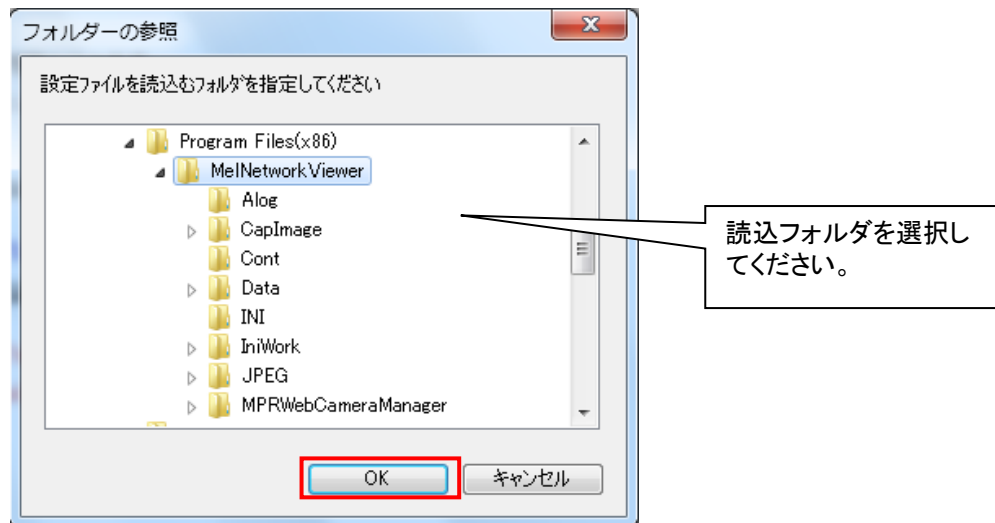 フォルダーの参照
設定ファイルを読込むフォルダを指定してください
Program Files(x86)
MelNetworkViewer
Alog
CapImage
Cont
Data
INI
IniWork
JPEG
MPRWebCameraManager
読込フォルダを選択し
てください。
OK
キャンセル